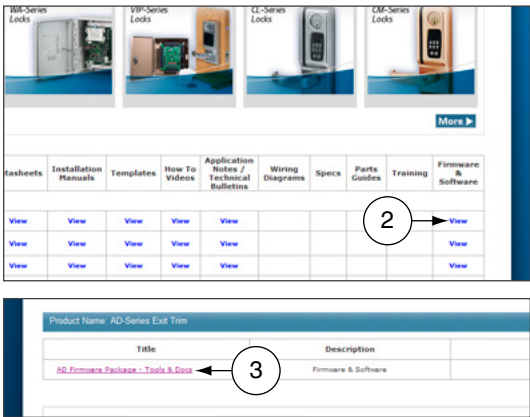 WA-Series
Locks
VIP-Series
Locks
CL-Series
Locks
CM-Series
Locks
More
tasheets Installation Manuals Templates How To Videos Application Notes / Technical Bulletins Wiring Diagrams Specs Parts Guides Training Firmware & Software
View View View View View 2 View
View View View View View View
View View View View View View
Product Name: AD-Series Exit Trim
Title Description
AD Firmware Package - Tools & Docs 3 Firmware & Software